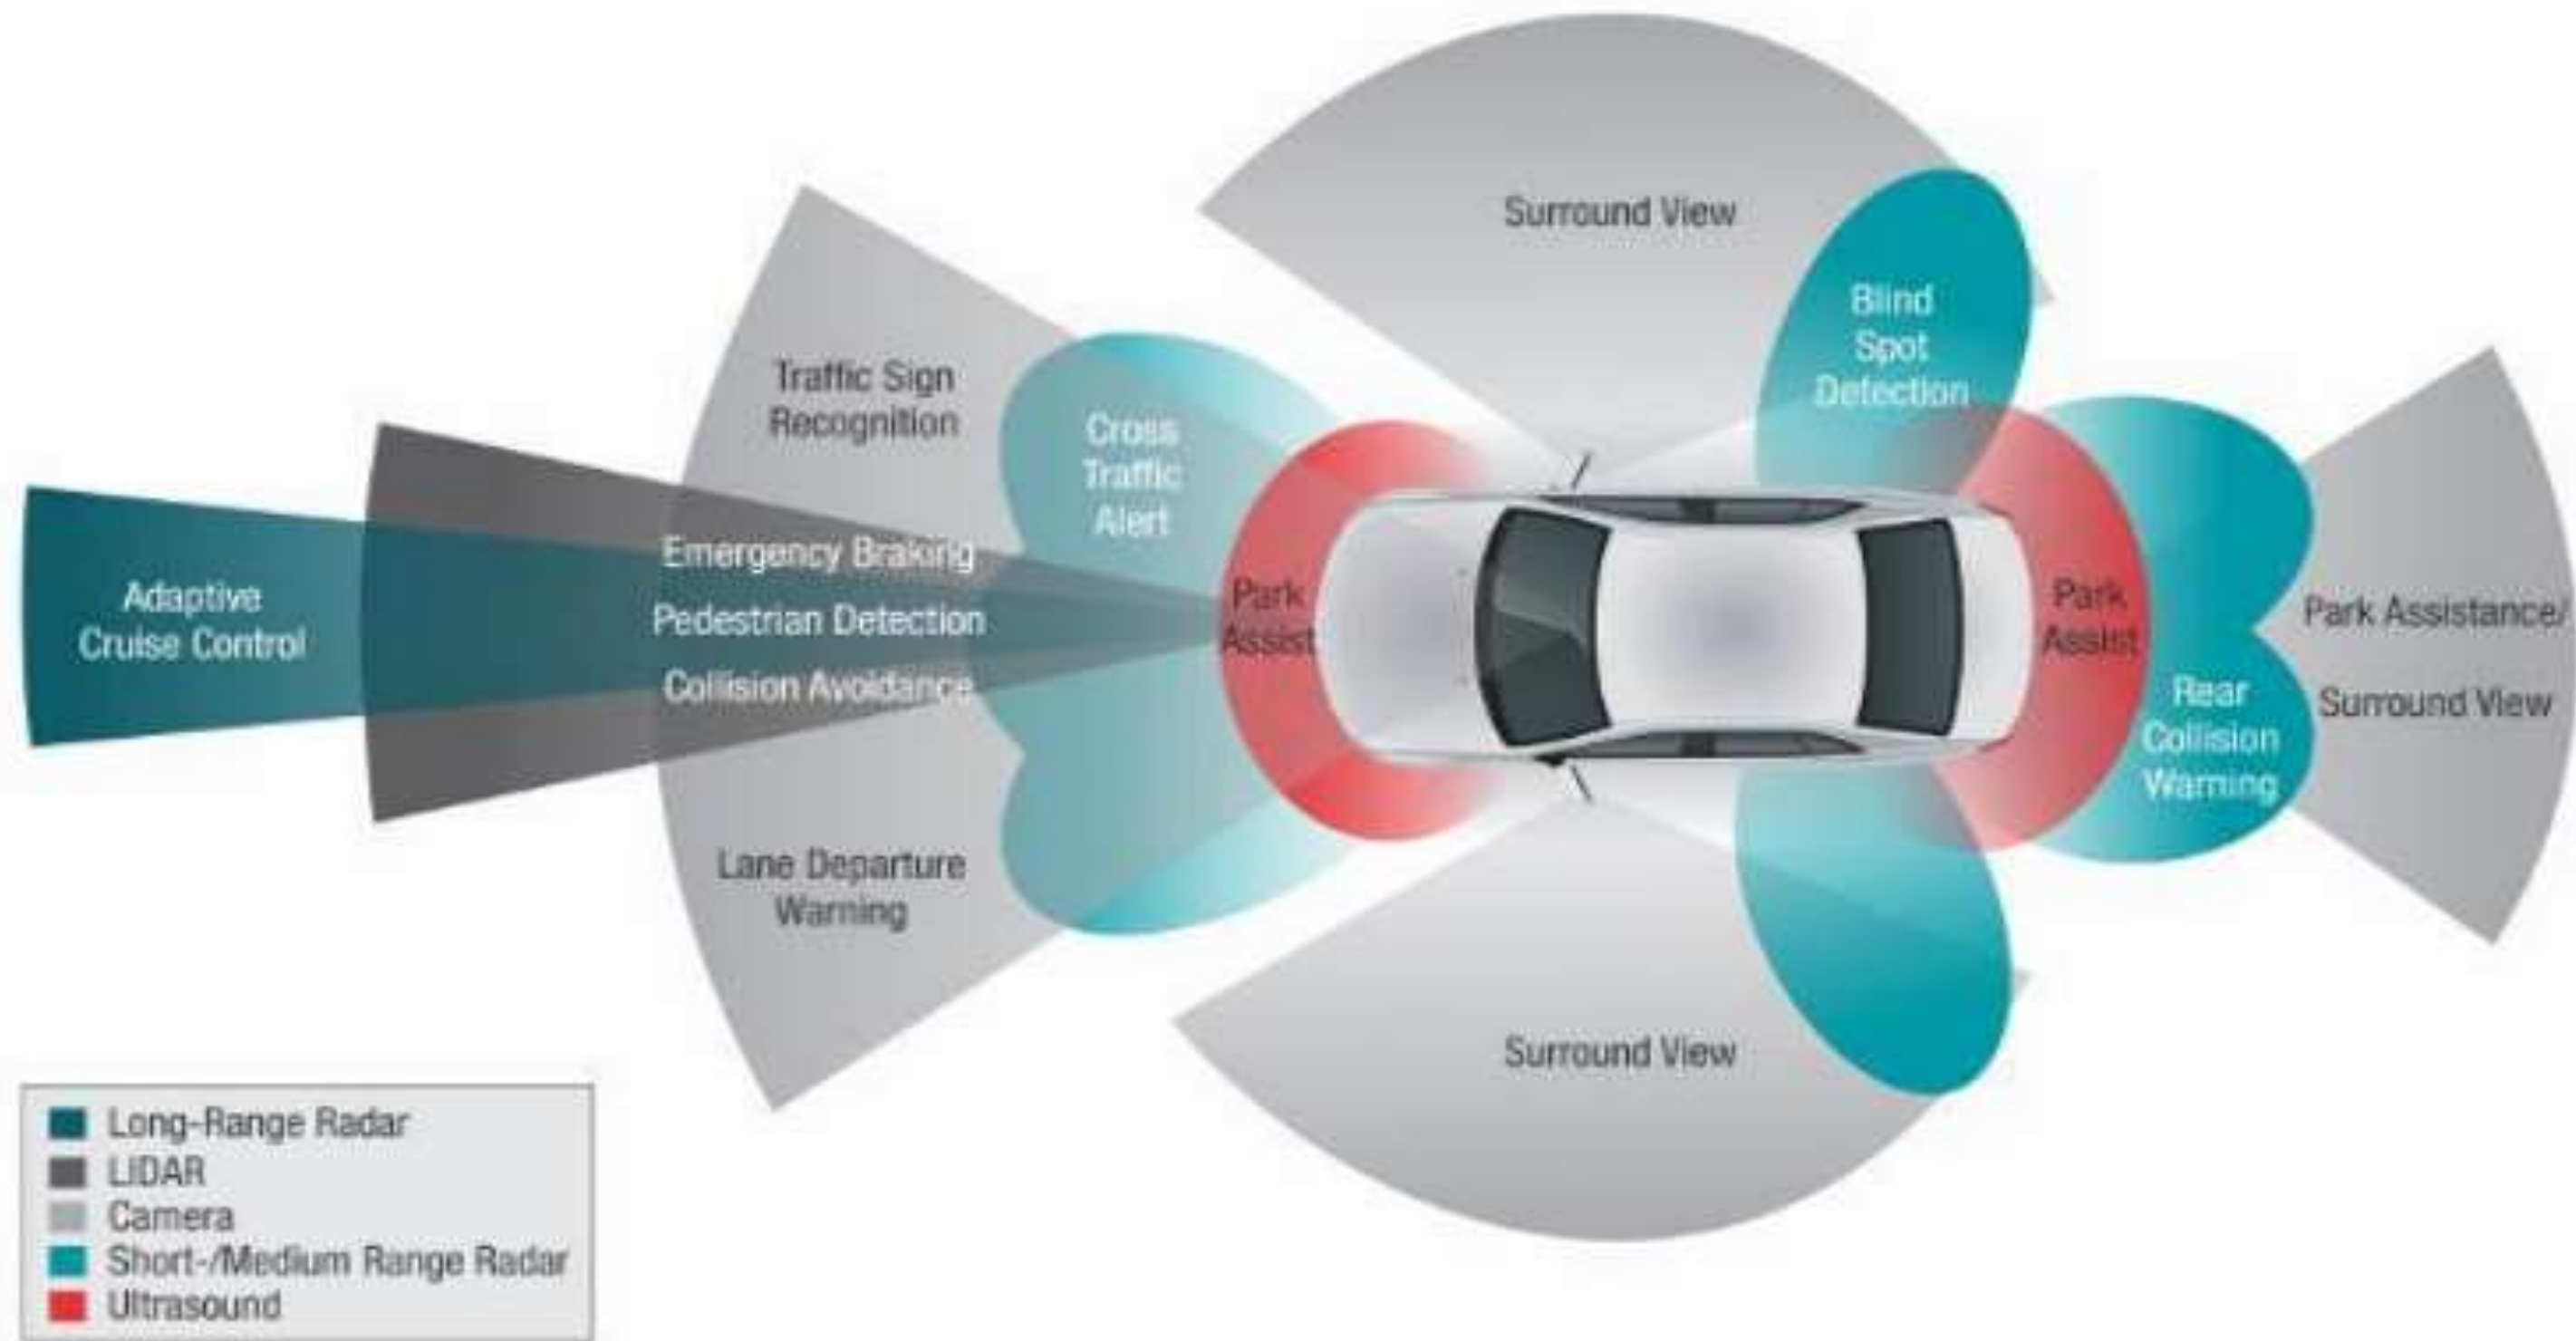 Surround View
Blind
Spot
Detection
Traffic Sign
Recognition
Cross
Traffic
Alert
Emergency Braking
Pedestrian Detection
Collision Avoidance
Adaptive
Cruise Control
Park
Assist
Park
Assist
Park Assistance/
Surround View
Rear
Collision
Warning
Lane Departure
Warning
Surround View
Long-Range Radar
LIDAR
Camera
Short-/Medium Range Radar
Ultrasound